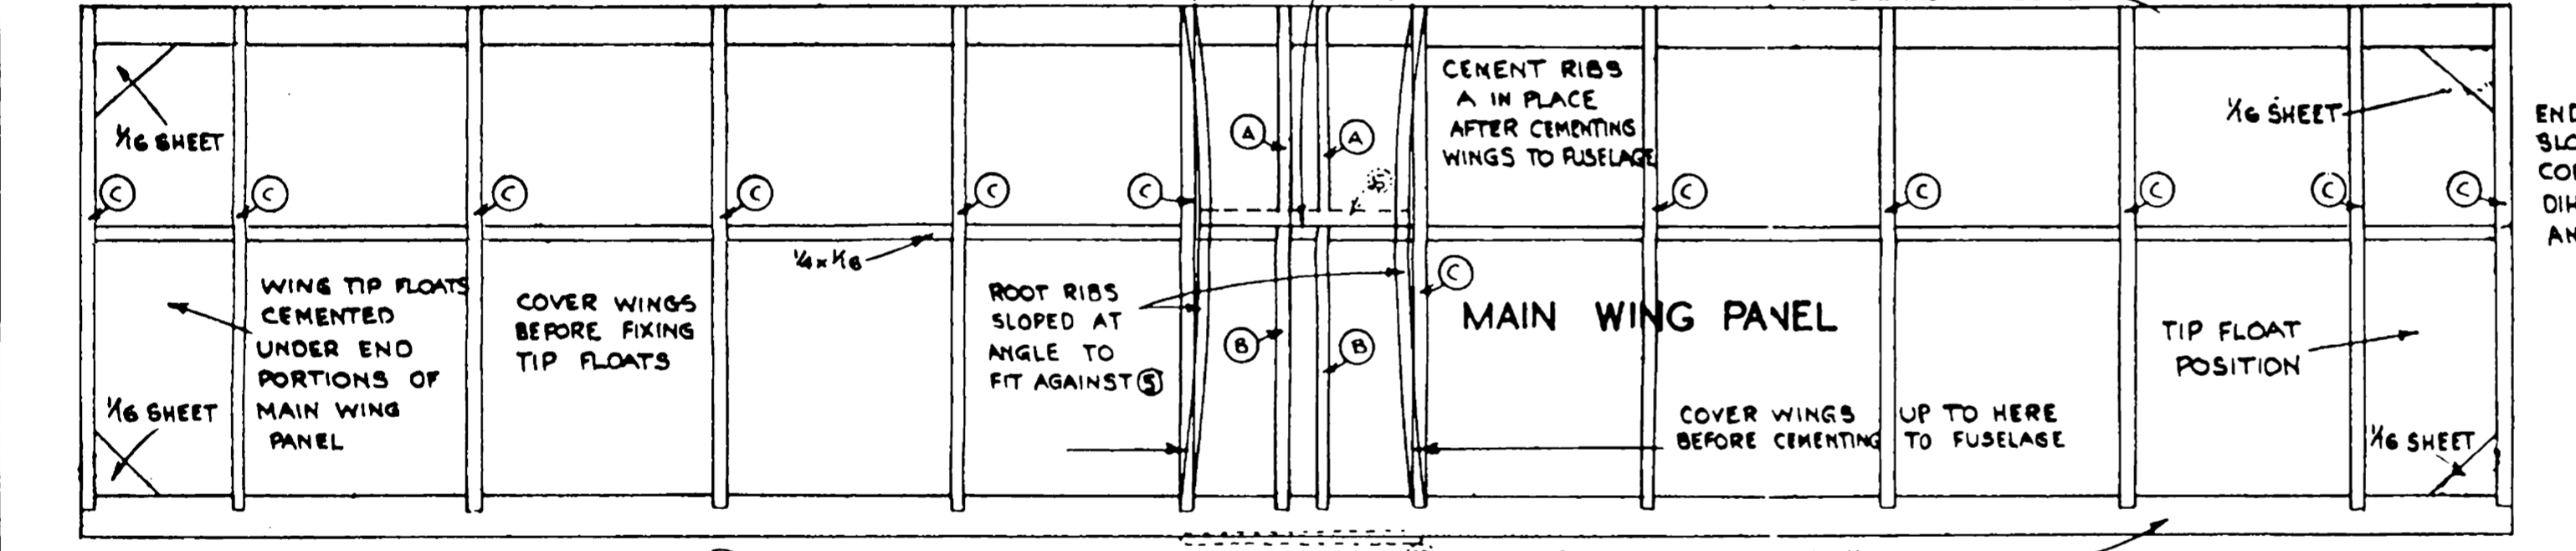 1/16 SHEET
C
C
C
C
C
C
A
A
CEMENT RIBS
A IN PLACE
AFTER CEMENTING
WINGS TO FUSELAGE
C
C
C
C
C
1/16 SHEET
END
SLO
DIH
1/4 x 1/16
WING TIP FLOATS
CEMENTED
UNDER END
PORTIONS OF
MAIN WING
PANEL
COVER WINGS
BEFORE FIXING
TIP FLOATS
ROOT RIBS
SLOPED AT
ANGLE TO
FIT AGAINST 5
B
B
C
MAIN WING PANEL
TIP FLOAT
POSITION
1/16 SHEET
COVER WINGS UP TO HERE
BEFORE CEMENTING TO FUSELAGE
1/16 SHEET